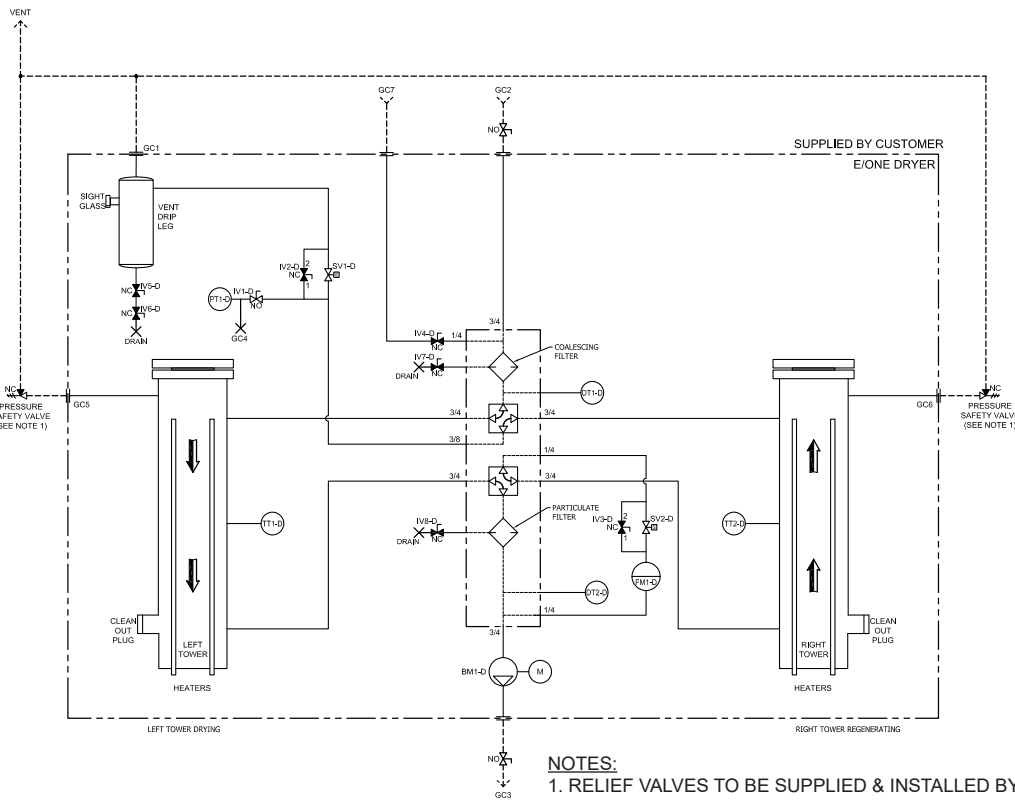 VENT
GC7
GC2
NO
GC1
SUPPLIED BY CUSTOMER
E/ONE DRYER
SIGHT
GLASS
VENT
DRIP
LEG
IV2-D
2
NC
1
SV1-D
NC
IV5-D
NC
IV6-D
DRAIN
PT1-D
IV1-D
NO
GC4
3/4
IV4-D
1/4
NC
IV7-D
DRAIN
NC
COALESCING
FILTER
DT1-D
NC
PRESSURE
SAFETY VALVE
(SEE NOTE 1)
GC5
GC6
NC
PRESSURE
SAFETY VALVE
(SEE NOTE 1)
3/4
3/4
3/8
1/4
3/4
3/4
TT1-D
IV8-D
DRAIN
NC
PARTICULATE
FILTER
IV3-D
2
NC
1
SV2-D
TT2-D
FM1-D
DT2-D
1/4
3/4
CLEAN
OUT
PLUG
LEFT
TOWER
HEATERS
BM1-D
M
RIGHT
TOWER
CLEAN
OUT
PLUG
HEATERS
LEFT TOWER DRYING
RIGHT TOWER REGENERATING
NO
GC3
NOTES:
1. RELIEF VALVES TO BE SUPPLIED & INSTALLED BY